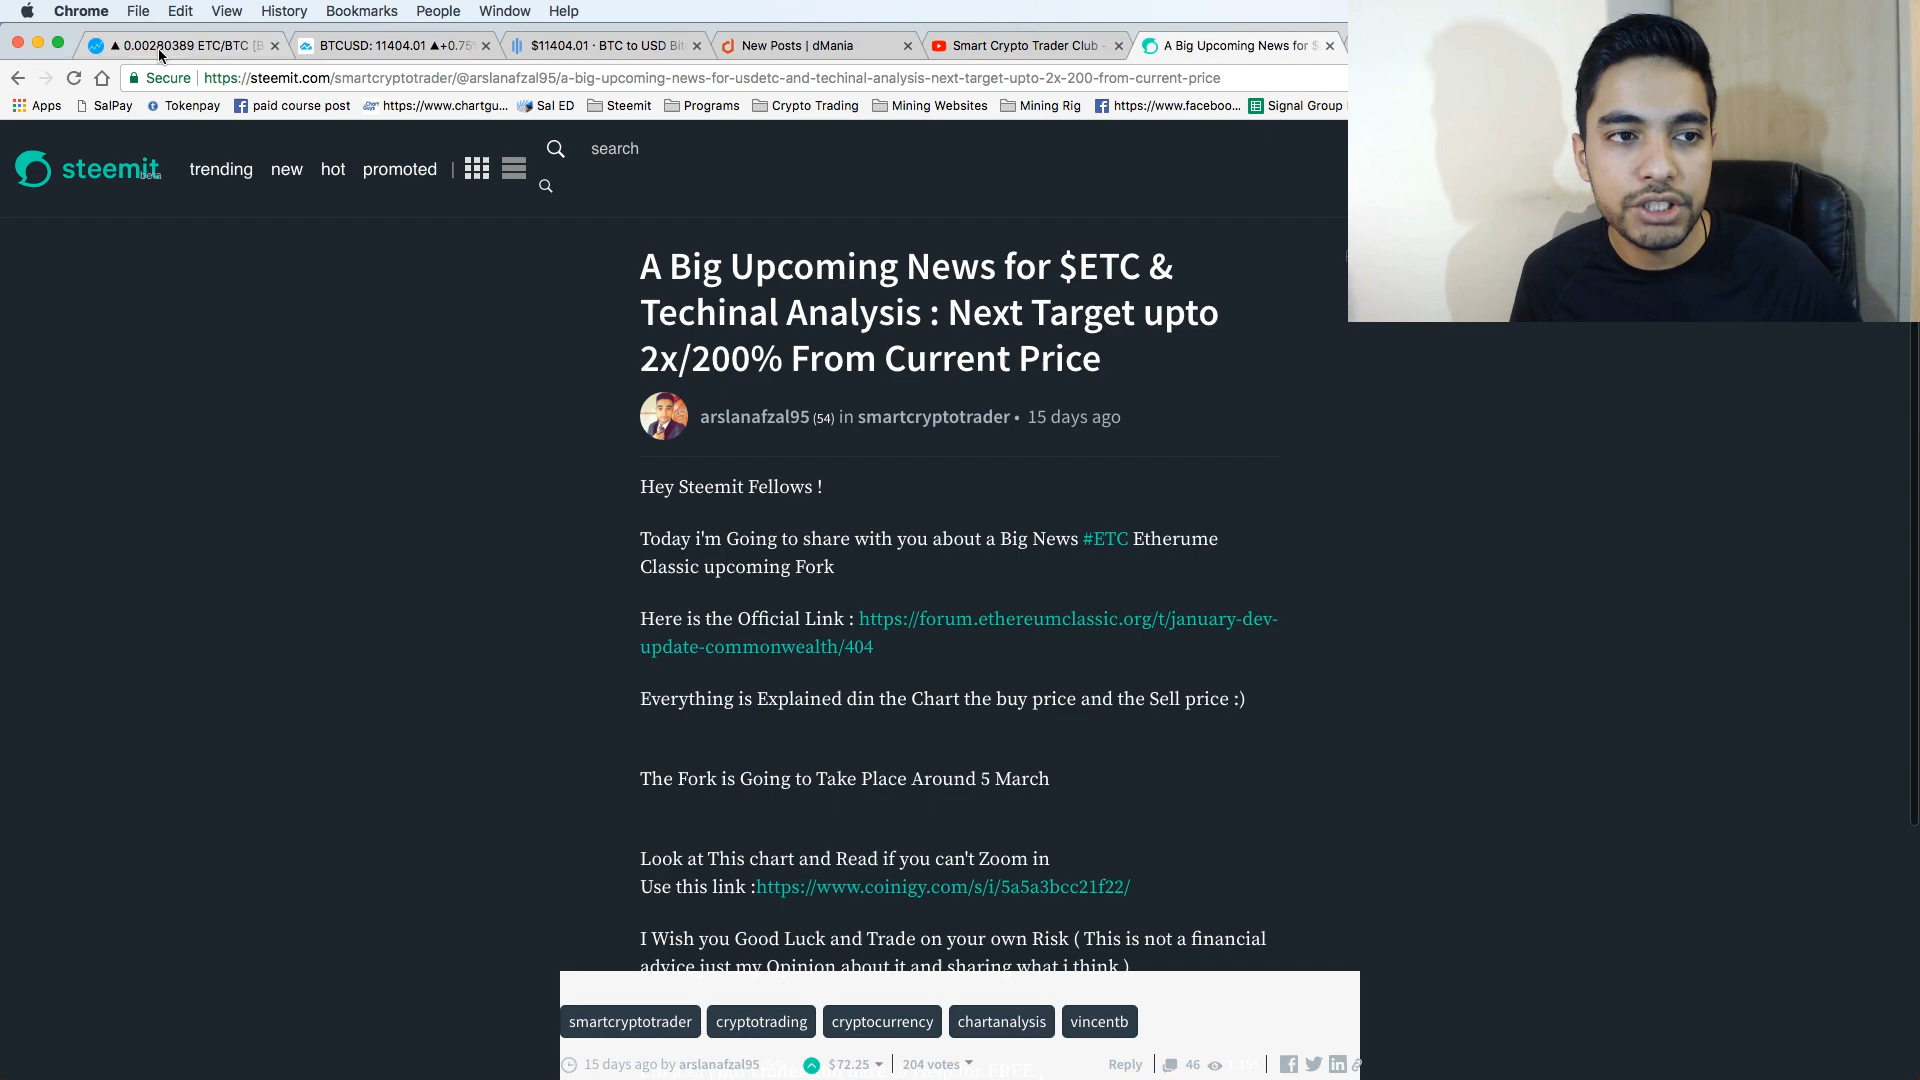 Chrome File Edit View History Bookmarks People Window Help
▲ 0.00280389 ETC/BTC [B
BTCUSD: 11404.01 ▲+0.75
$11404.01 · BTC to USD Bit
New Posts | dMania
Smart Crypto Trader Club -
A Big Upcoming News for $
Secure https://steemit.com/smartcryptotrader/@arslanafzal95/a-big-upcoming-news-for-usdetc-and-techinal-analysis-next-target-upto-2x-200-from-current-price
Apps SalPay Tokenpay paid course post https://www.chartgu... Sal ED Steemit Programs Crypto Trading Mining Websites Mining Rig https://www.faceboo... Signal Group
steemit beta trending new hot promoted | search
A Big Upcoming News for $ETC &
Techinal Analysis : Next Target upto
2x/200% From Current Price
arslanafzal95 (54) in smartcryptotrader • 15 days ago
Hey Steemit Fellows !
Today i'm Going to share with you about a Big News #ETC Etherume
Classic upcoming Fork
Here is the Official Link : https://forum.ethereumclassic.org/t/january-dev-
update-commonwealth/404
Everything is Explained din the Chart the buy price and the Sell price :)
The Fork is Going to Take Place Around 5 March
Look at This chart and Read if you can't Zoom in
Use this link :https://www.coinigy.com/s/i/5a5a3bcc21f22/
I Wish you Good Luck and Trade on your own Risk ( This is not a financial
advice just my Opinion about it and sharing what i think )
smartcryptotrader cryptotrading cryptocurrency chartanalysis vincentb
15 days ago by arslanafzal95 $72.25 204 votes Reply 46